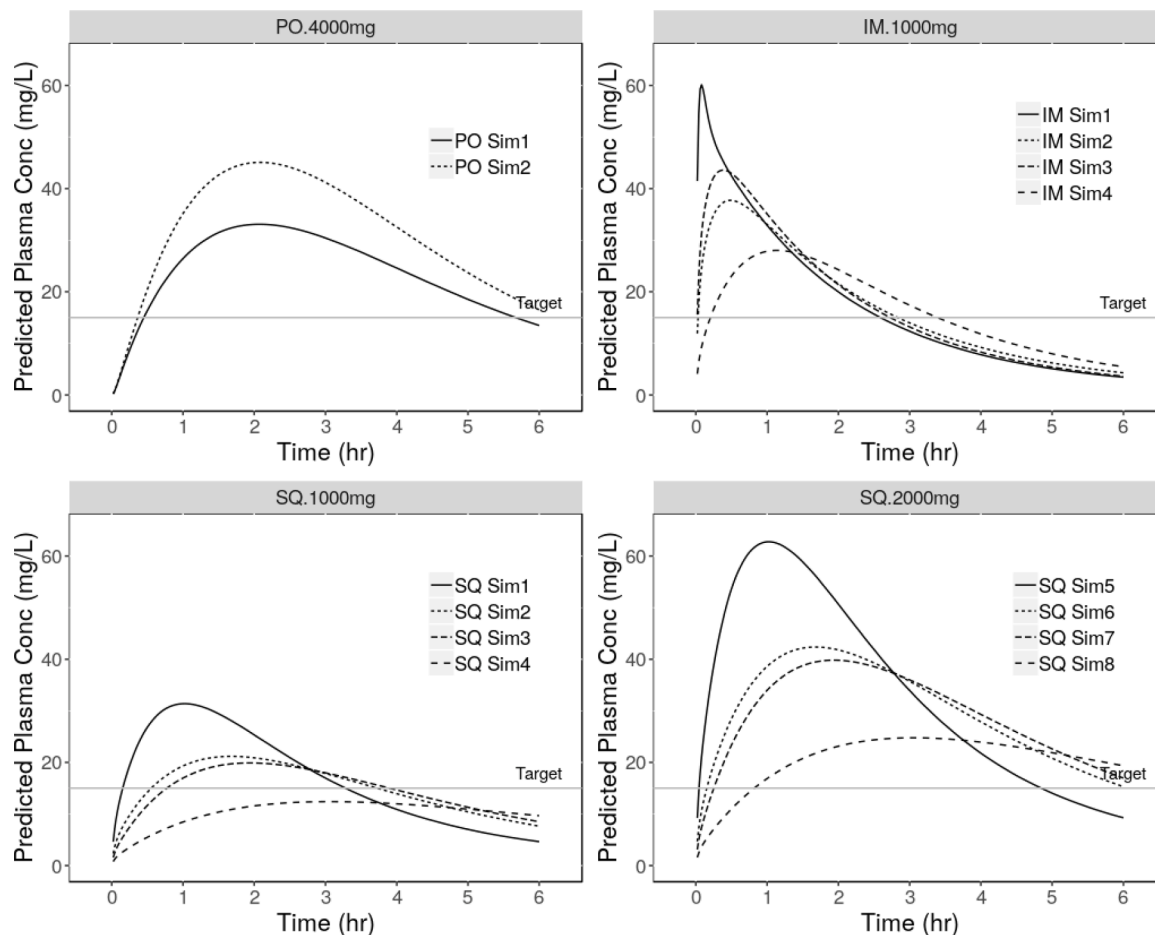 PO.4000mg
Predicted Plasma Conc (mg/L)
60
40
20
0
PO Sim1
PO Sim2
Target
0 1 2 3 4 5 6
Time (hr)
IM.1000mg
Predicted Plasma Conc (mg/L)
60
40
20
0
IM Sim1
IM Sim2
IM Sim3
IM Sim4
Target
0 1 2 3 4 5 6
Time (hr)
SQ.1000mg
Predicted Plasma Conc (mg/L)
60
40
20
0
SQ Sim1
SQ Sim2
SQ Sim3
SQ Sim4
Target
0 1 2 3 4 5 6
Time (hr)
SQ.2000mg
Predicted Plasma Conc (mg/L)
60
40
20
0
SQ Sim5
SQ Sim6
SQ Sim7
SQ Sim8
Target
0 1 2 3 4 5 6
Time (hr)